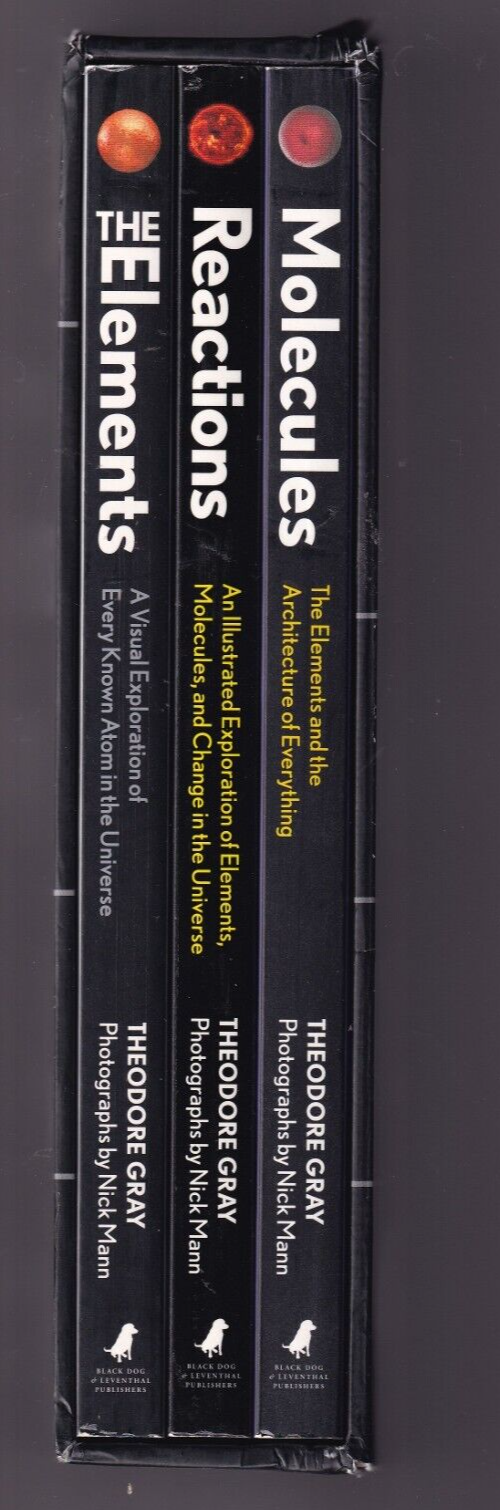 THE
Elements
A Visual Exploration of
Every Known Atom in the Universe
THEODORE GRAY
Photographs by Nick Mann
BLACK DOG
& LEVENTHAL
PUBLISHERS
Reactions
An Illustrated Exploration of Elements,
Molecules, and Change in the Universe
THEODORE GRAY
Photographs by Nick Mann
BLACK DOG
& LEVENTHAL
PUBLISHERS
Molecules
The Elements and the
Architecture of Everything
THEODORE GRAY
Photographs by Nick Mann
BLACK DOG
& LEVENTHAL
PUBLISHERS